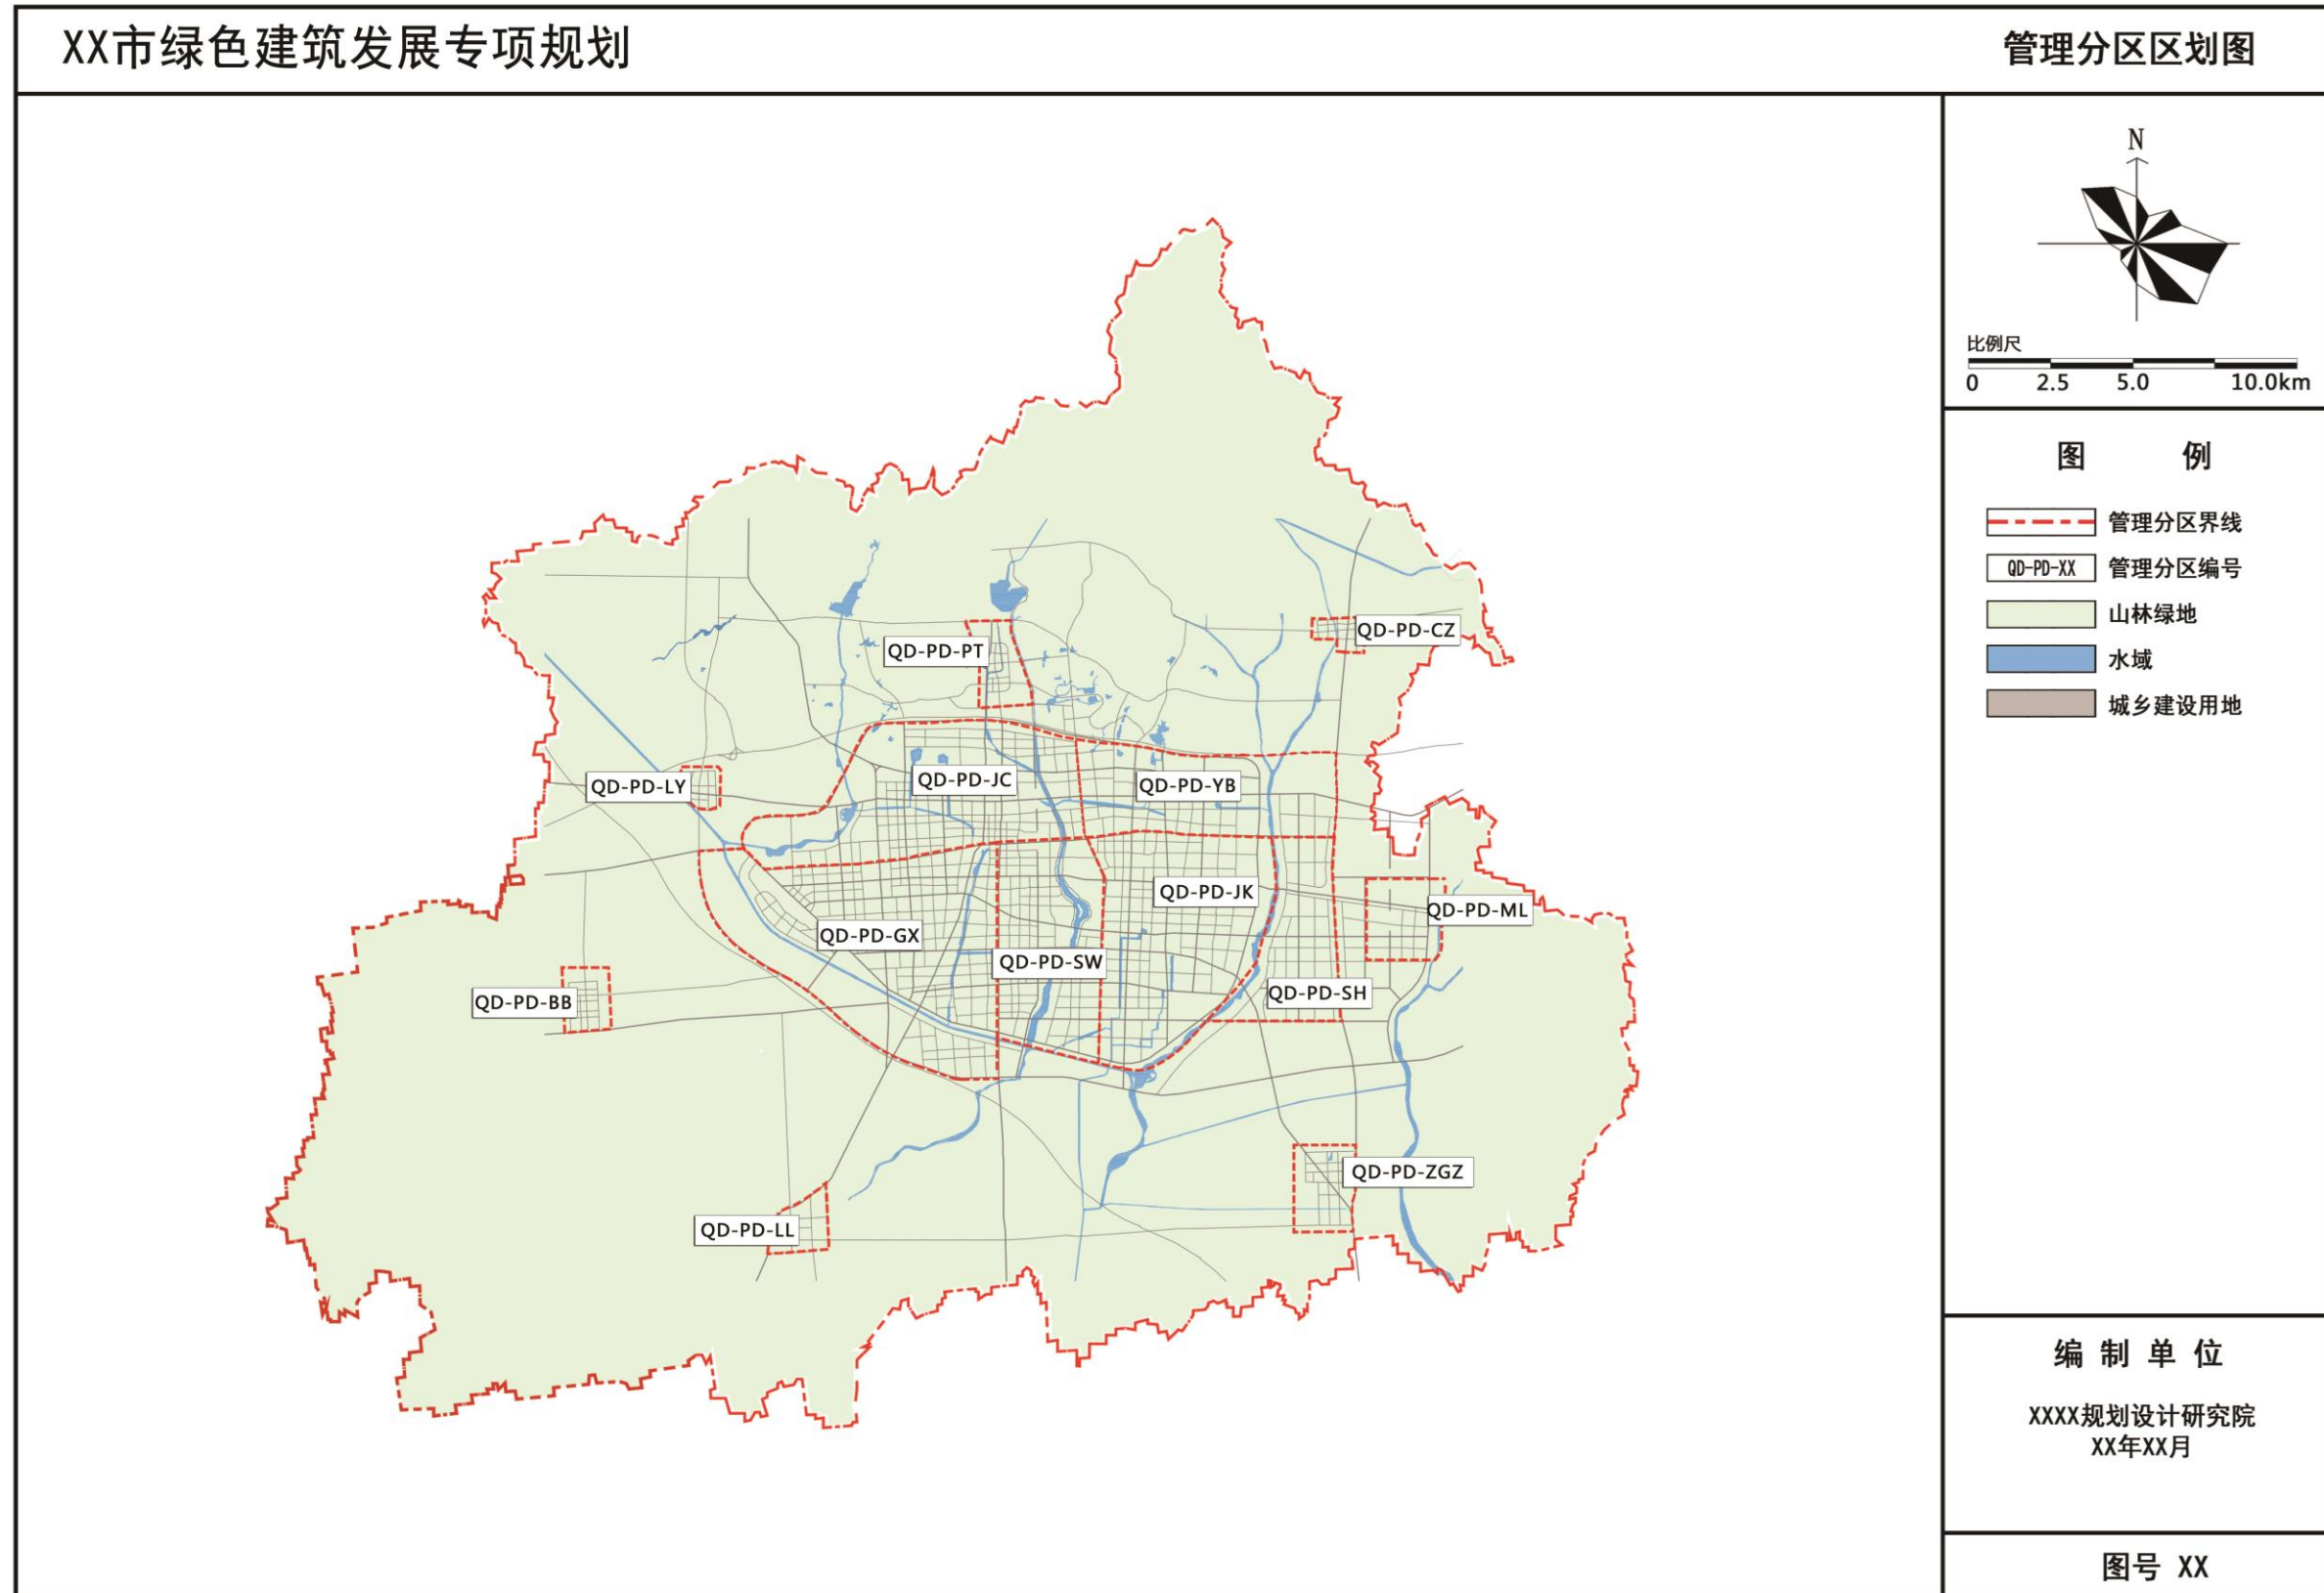 XX市绿色建筑发展专项规划
管理分区区划图
N
比例尺
0 2.5 5.0 10.0km
图 例
管理分区界线
QD-PD-XX 管理分区编号
山林绿地
水域
城乡建设用地
QD-PD-CZ
QD-PD-PT
QD-PD-JC
QD-PD-YB
QD-PD-LY
QD-PD-JK
QD-PD-ML
QD-PD-GX
QD-PD-SW
QD-PD-SH
QD-PD-BB
QD-PD-ZGZ
QD-PD-LL
编制单位
XXXX规划设计研究院
XX年XX月
图号 XX